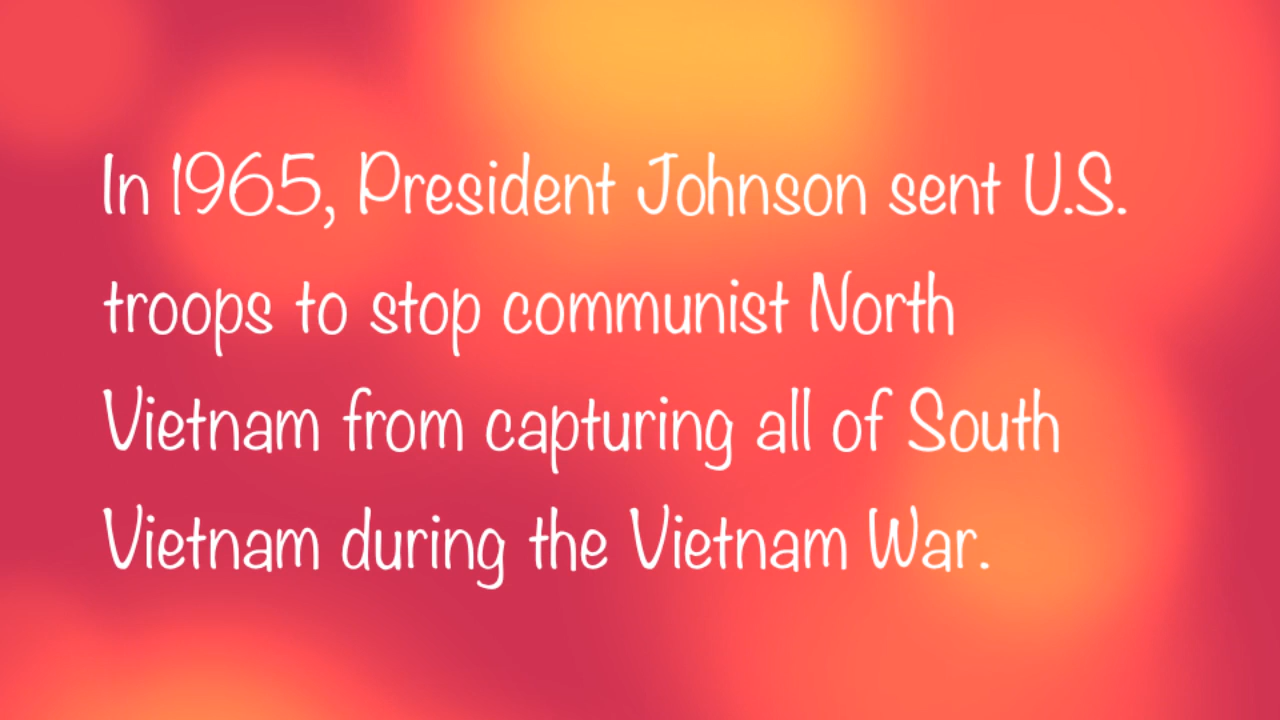 In 1965, President Johnson sent U.S.
troops to stop communist North
Vietnam from capturing all of South
Vietnam during the Vietnam War.